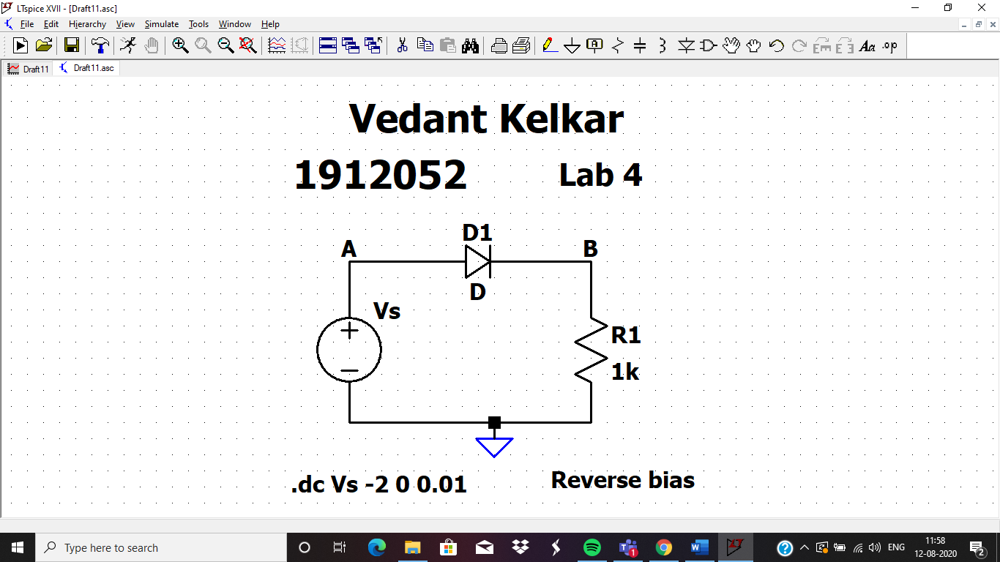 LTspice XVII - [Draft11.asc]
File Edit Hierarchy View Simulate Tools Window Help
Aa .op
Draft11 Draft11.asc
Vedant Kelkar
1912052 Lab 4
D1
A B
D
Vs
R1
1k
.dc Vs -2 0 0.01 Reverse bias
Type here to search
ENG
11:58
12-08-2020
1
2